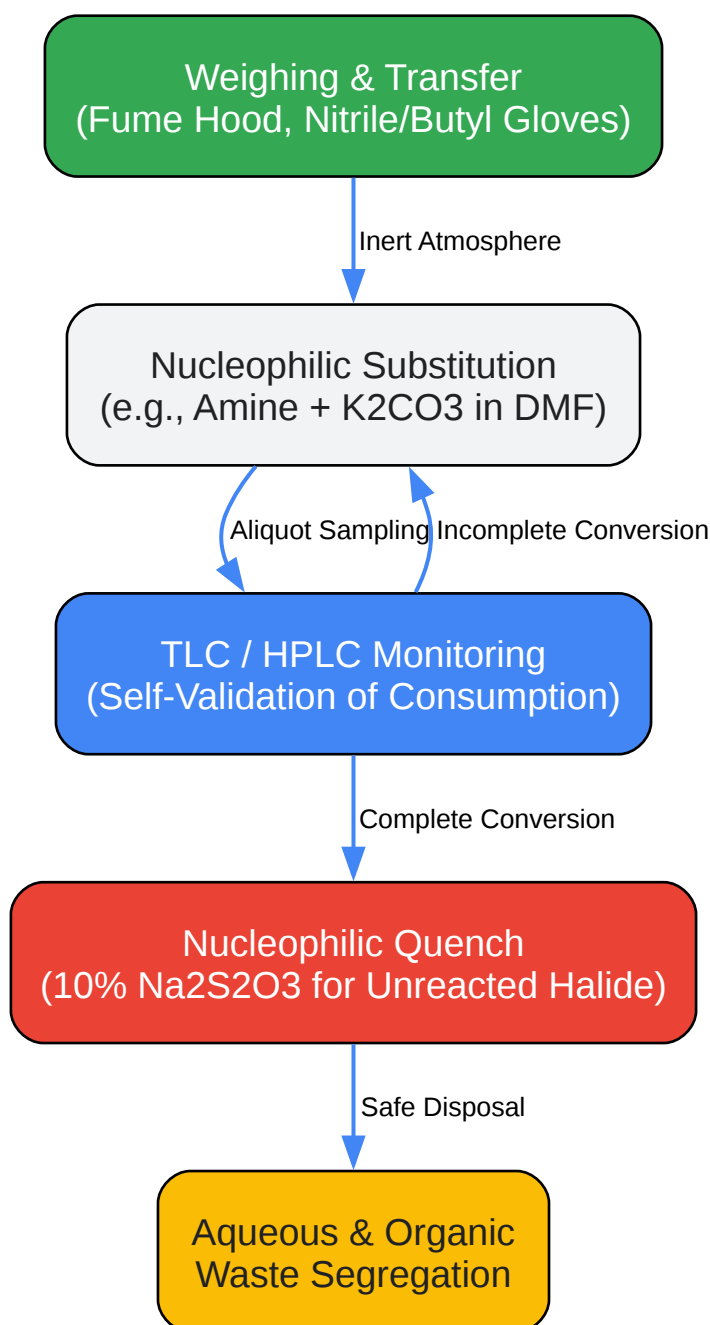 Weighing & Transfer
(Fume Hood, Nitrile/Butyl Gloves)
Inert Atmosphere
Nucleophilic Substitution
(e.g., Amine + K2CO3 in DMF)
Aliquot Sampling
Incomplete Conversion
TLC / HPLC Monitoring
(Self-Validation of Consumption)
Complete Conversion
Nucleophilic Quench
(10% Na2S2O3 for Unreacted Halide)
Safe Disposal
Aqueous & Organic
Waste Segregation